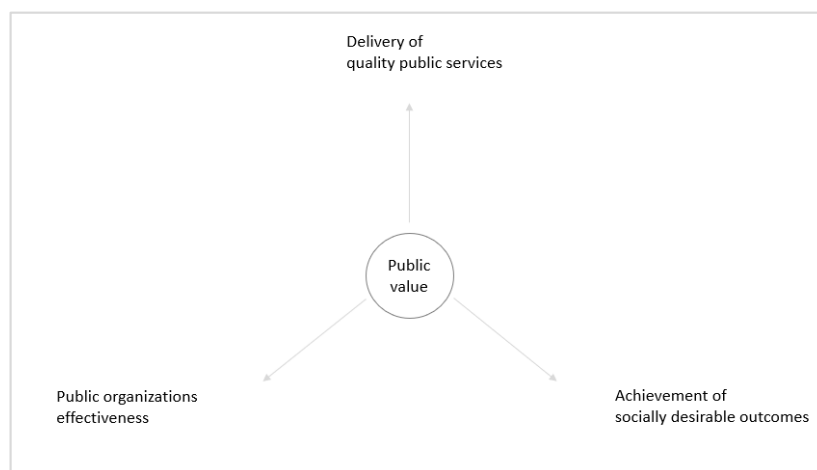 Delivery of
quality public services
Public
value
Public organizations
effectiveness
Achievement of
socially desirable outcomes